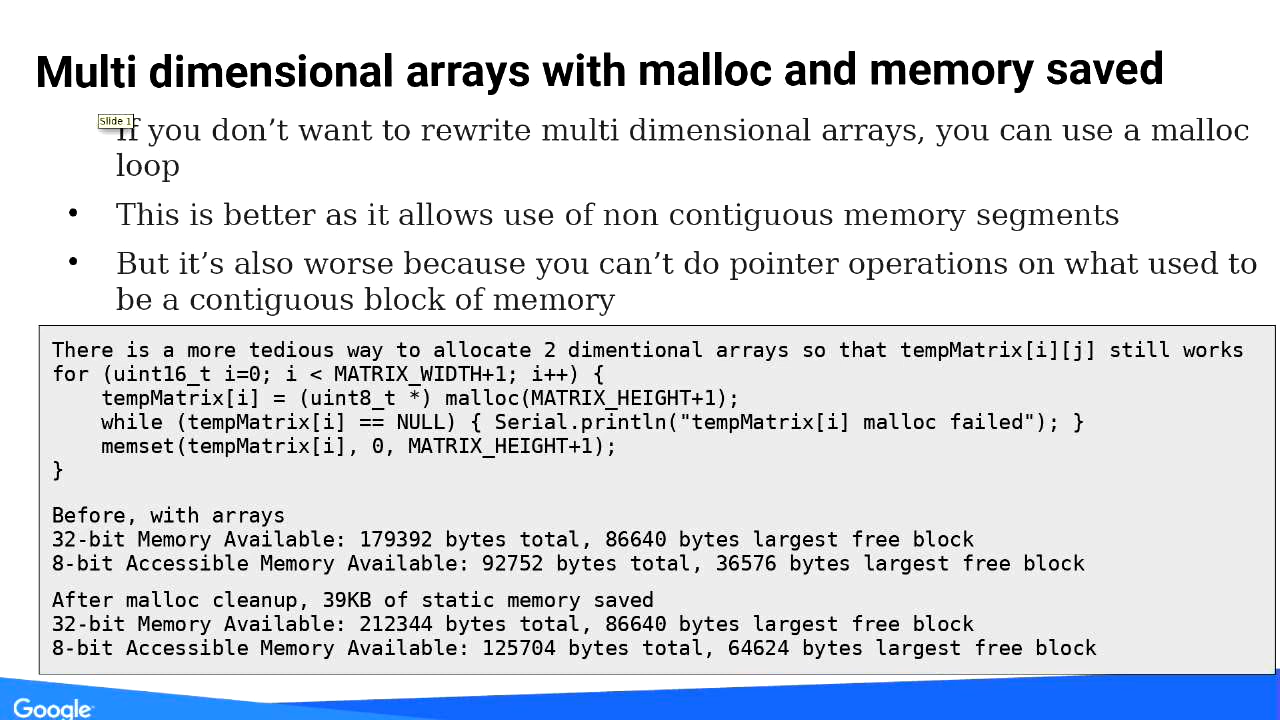 Multi dimensional arrays with malloc and memory saved
Slide 1
If you don’t want to rewrite multi dimensional arrays, you can use a malloc
loop
• This is better as it allows use of non contiguous memory segments
• But it’s also worse because you can’t do pointer operations on what used to
be a contiguous block of memory
There is a more tedious way to allocate 2 dimentional arrays so that tempMatrix[i][j] still works
for (uint16_t i=0; i < MATRIX_WIDTH+1; i++) {
    tempMatrix[i] = (uint8_t *) malloc(MATRIX_HEIGHT+1);
    while (tempMatrix[i] == NULL) { Serial.println("tempMatrix[i] malloc failed"); }
    memset(tempMatrix[i], 0, MATRIX_HEIGHT+1);
}
Before, with arrays
32-bit Memory Available: 179392 bytes total, 86640 bytes largest free block
8-bit Accessible Memory Available: 92752 bytes total, 36576 bytes largest free block
After malloc cleanup, 39KB of static memory saved
32-bit Memory Available: 212344 bytes total, 86640 bytes largest free block
8-bit Accessible Memory Available: 125704 bytes total, 64624 bytes largest free block
Google